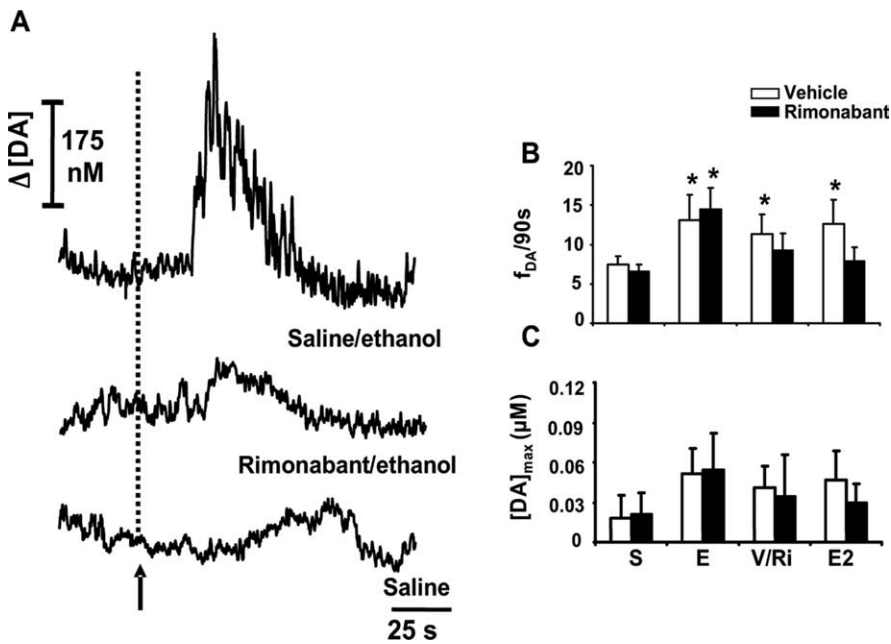 A
Δ [DA]
175
nM
Saline/ethanol
Rimonabant/ethanol
Saline
25 s
Vehicle
Rimonabant
B
f_DA/90s
20
15
10
5
0
* * * *
C
[DA]max (µM)
0.12
0.09
0.06
0.03
0
S E V/Ri E2